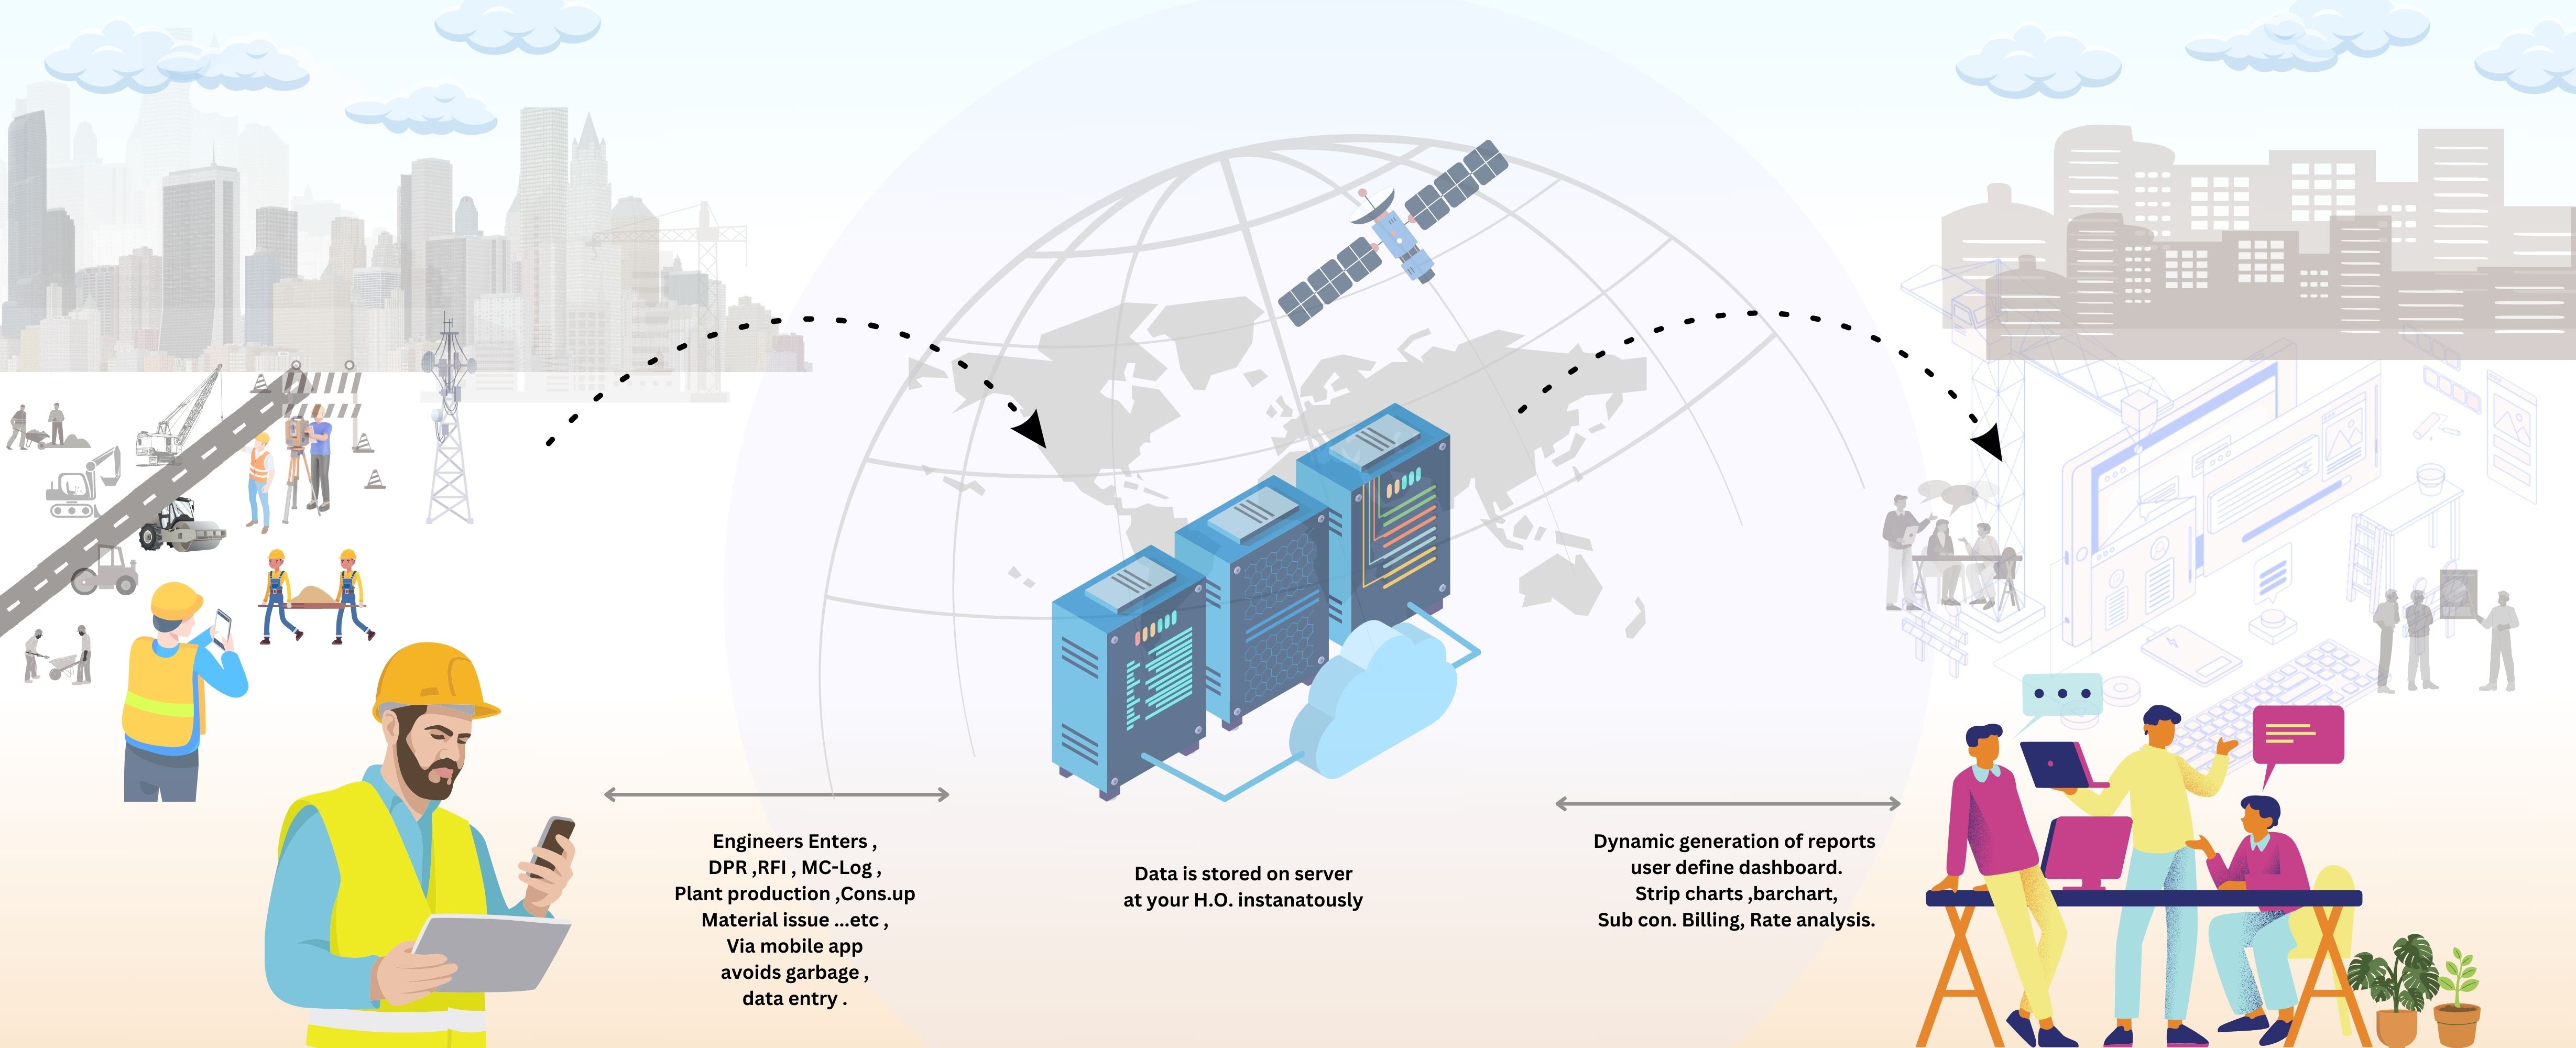 Engineers Enters ,
DPR ,RFI , MC-Log ,
Plant production ,Cons.up
Material issue ...etc ,
Via mobile app
avoids garbage ,
data entry .
Data is stored on server
at your H.O. instanatously
Dynamic generation of reports
user define dashboard.
Strip charts ,barchart,
Sub con. Billing, Rate analysis.